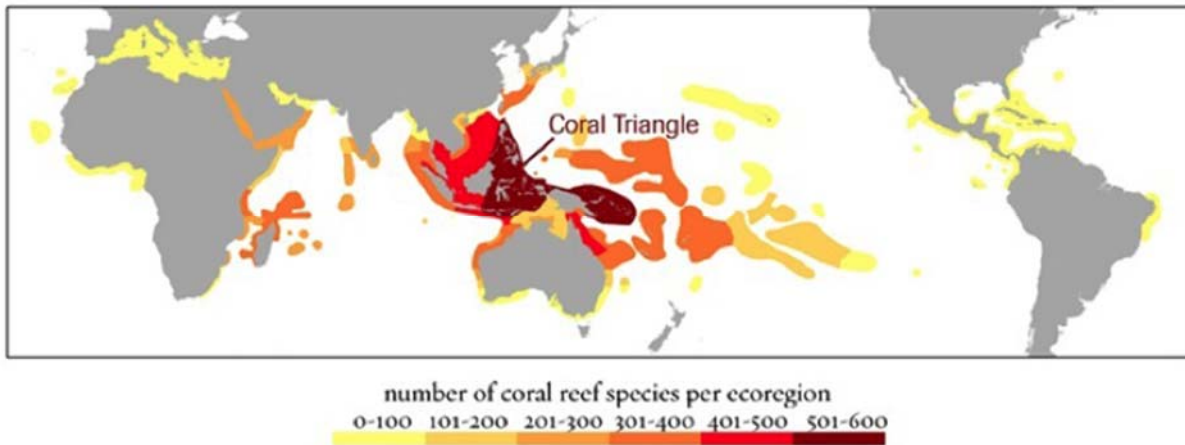 Coral Triangle
number of coral reef species per ecoregion
0-100 101-200 201-300 301-400 401-500 501-600